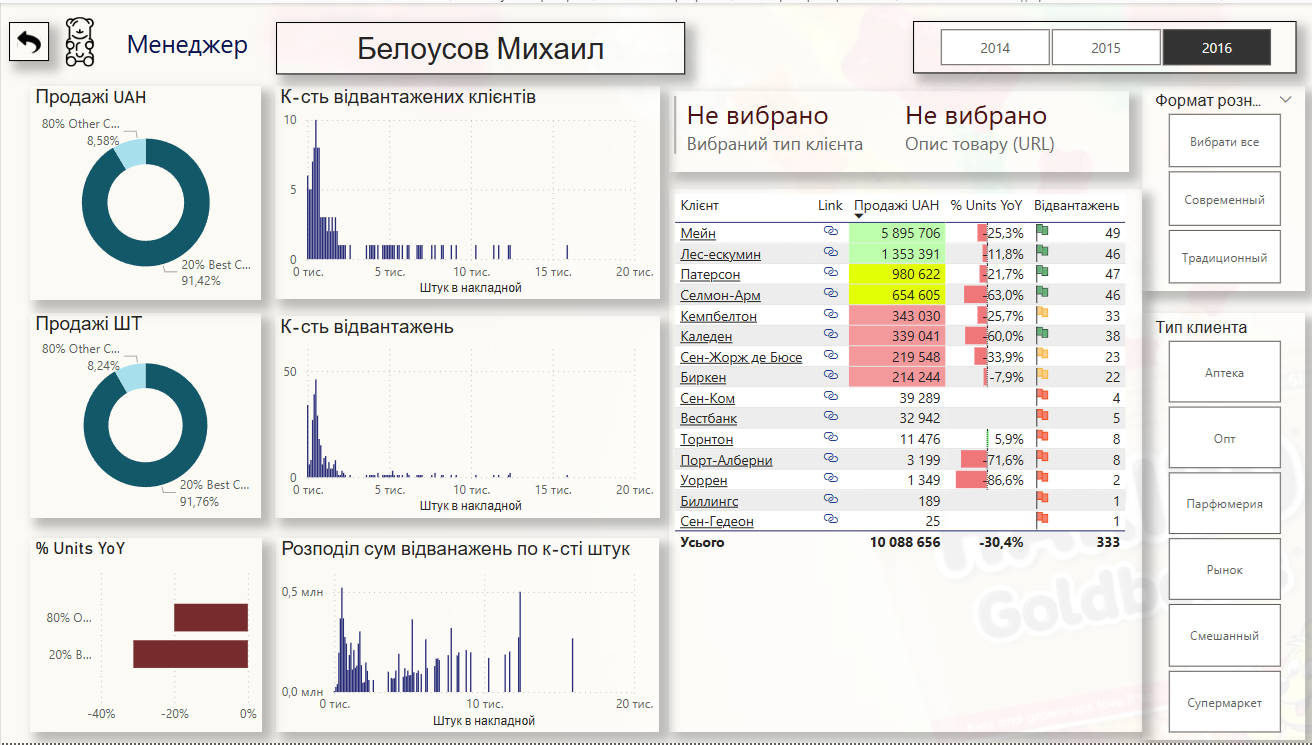 Менеджер
Белоусов Михаил
2014
2015
2016
Продажі UAH
80% Other C...
8,58%
20% Best C...
91,42%
К-сть відвантажених клієнтів
10
5
0
0 тис.
5 тис.
10 тис.
15 тис.
20 тис.
Штук в накладной
Не вибрано
Вибраний тип клієнта
Не вибрано
Опис товару (URL)
Формат розн...
Вибрати все
Современный
Традиционный
Продажі ШТ
80% Other C...
8,24%
20% Best C...
91,76%
К-сть відвантажень
50
0
0 тис.
5 тис.
10 тис.
15 тис.
20 тис.
Штук в накладной
Клієнт Link Продажі UAH % Units YoY Відвантажень
Мейн 5 895 706 -25,3% 49
Лес-ескумин 1 353 391 -11,8% 46
Патерсон 980 622 -21,7% 47
Селмон-Арм 654 605 -63,0% 46
Кемпбелтон 343 030 -25,7% 33
Каледен 339 041 -60,0% 38
Сен-Жорж де Бюсе 219 548 -33,9% 23
Биркен 214 244 -7,9% 22
Сен-Ком 39 289 4
Вестбанк 32 942 5
Торнтон 11 476 5,9% 8
Порт-Алберни 3 199 -71,6% 8
Уоррен 1 349 -86,6% 2
Биллингс 189 1
Сен-Гедеон 25 1
Усього 10 088 656 -30,4% 333
Тип клиента
Аптека
Опт
Парфюмерия
Рынок
Смешанный
Супермаркет
% Units YoY
80% O...
20% B...
-40%
-20%
0%
Розподіл сум відванажень по к-сті штук
0,5 млн
0,0 млн
0 тис.
10 тис.
20 тис.
Штук в накладной